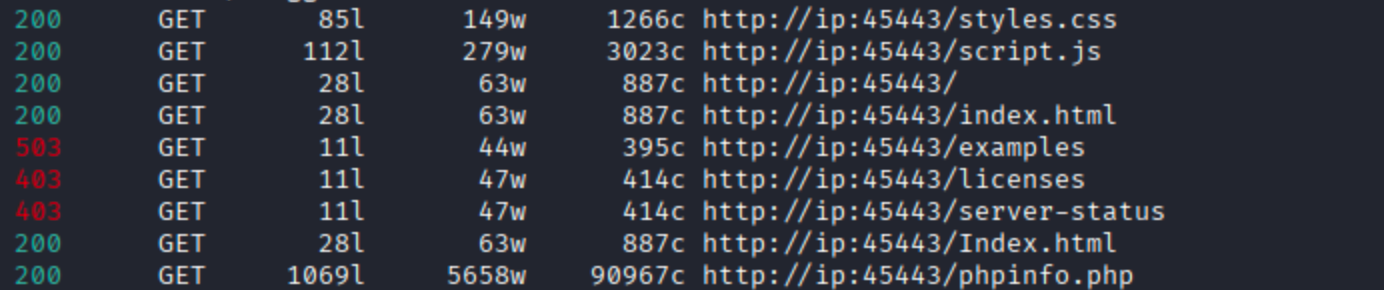 200 GET 85l 149w 1266c http://ip:45443/styles.css
200 GET 112l 279w 3023c http://ip:45443/script.js
200 GET 28l 63w 887c http://ip:45443/
200 GET 28l 63w 887c http://ip:45443/index.html
503 GET 11l 44w 395c http://ip:45443/examples
403 GET 11l 47w 414c http://ip:45443/licenses
403 GET 11l 47w 414c http://ip:45443/server-status
200 GET 28l 63w 887c http://ip:45443/Index.html
200 GET 1069l 5658w 90967c http://ip:45443/phpinfo.php